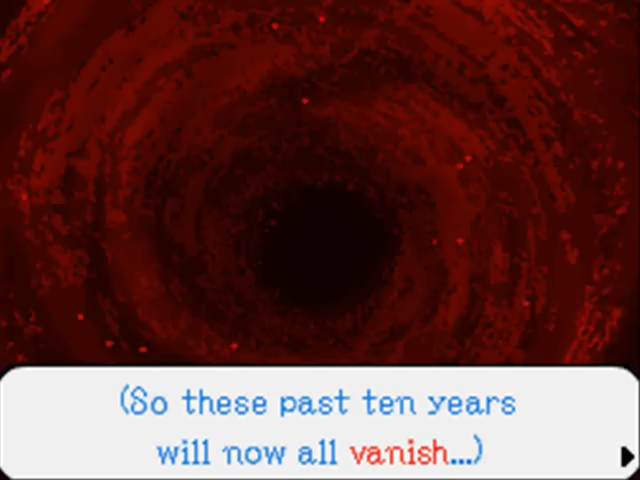 (So these past ten years
will now all vanish...)